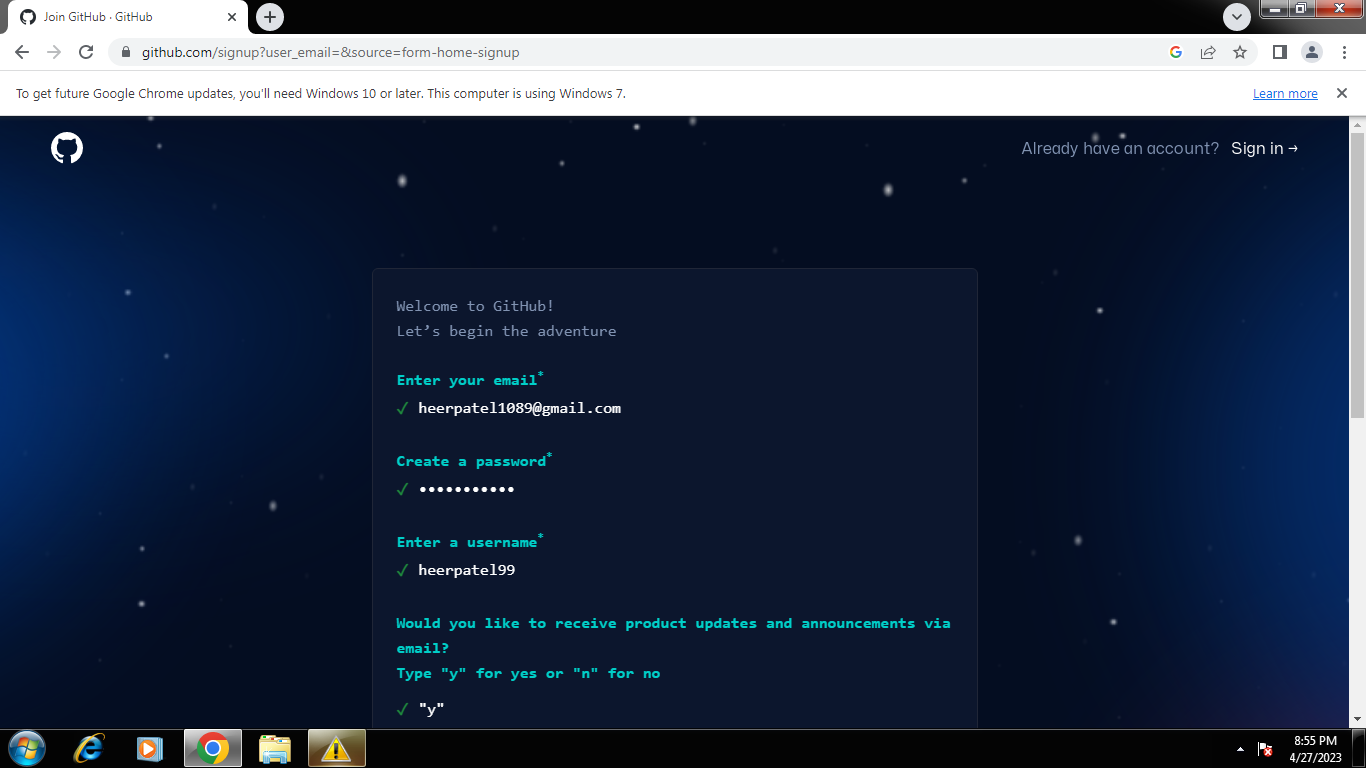 Join GitHub · GitHub
github.com/signup?user_email=&source=form-home-signup
To get future Google Chrome updates, you'll need Windows 10 or later. This computer is using Windows 7.
Learn more
Already have an account? Sign in →
Welcome to GitHub!
Let’s begin the adventure
Enter your email*
✓ heerpatel1089@gmail.com
Create a password*
✓ •••••••••••
Enter a username*
✓ heerpatel99
Would you like to receive product updates and announcements via
email?
Type "y" for yes or "n" for no
✓ "y"
8:55 PM
4/27/2023